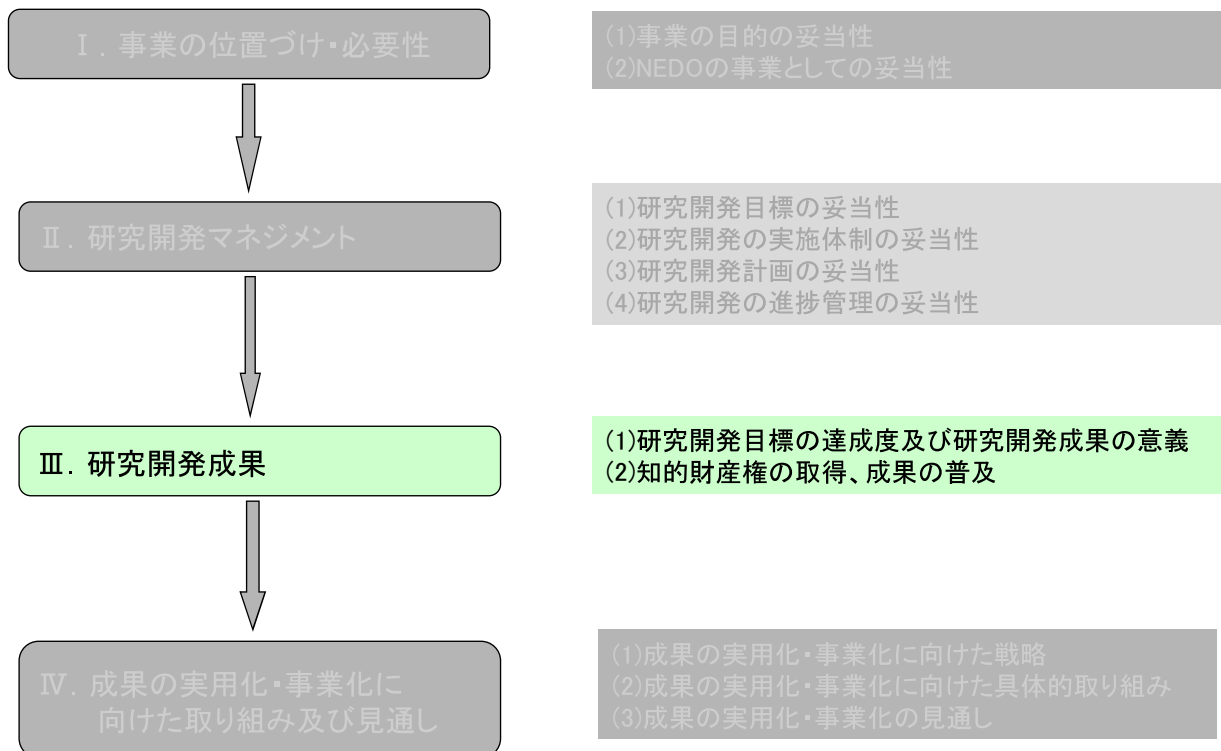 Ⅰ. 事業の位置づけ・必要性
(1)事業の目的の妥当性
(2)NEDOの事業としての妥当性
Ⅱ. 研究開発マネジメント
(1)研究開発目標の妥当性
(2)研究開発の実施体制の妥当性
(3)研究開発計画の妥当性
(4)研究開発の進捗管理の妥当性
Ⅲ. 研究開発成果
(1)研究開発目標の達成度及び研究開発成果の意義
(2)知的財産権の取得、成果の普及
Ⅳ. 成果の実用化・事業化に
向けた取り組み及び見通し
(1)成果の実用化・事業化に向けた戦略
(2)成果の実用化・事業化に向けた具体的取り組み
(3)成果の実用化・事業化の見通し